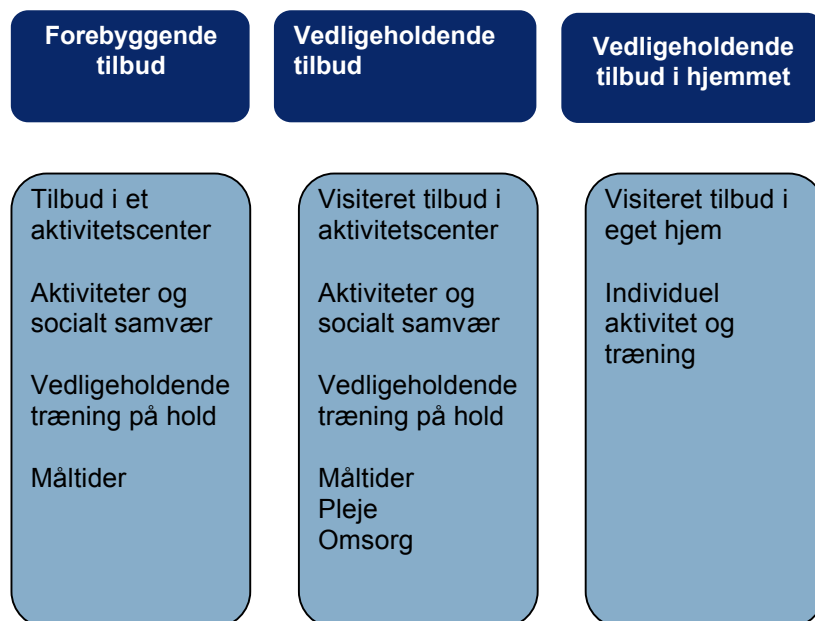 Forebyggende
tilbud
Vedligeholdende
tilbud
Vedligeholdende
tilbud i hjemmet
Tilbud i et
aktivitetscenter
Aktiviteter og
socialt samvær
Vedligeholdende
træning på hold
Måltider
Visiteret tilbud i
aktivitetscenter
Aktiviteter og
socialt samvær
Vedligeholdende
træning på hold
Måltider
Pleje
Omsorg
Visiteret tilbud i
eget hjem
Individuel
aktivitet og
træning